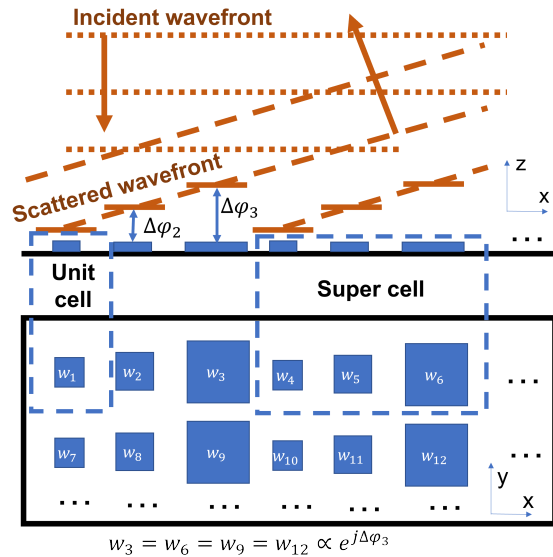 Incident wavefront
Scattered wavefront
z
x
Δφ₂
Δφ₃
...
Unit cell
Super cell
w₁ w₂ w₃ w₄ w₅ w₆ ...
w₇ w₈ w₉ w₁₀ w₁₁ w₁₂ ...
y
x
... ... ... ... ... ...
w₃ = w₆ = w₉ = w₁₂ ∝ e^{jΔφ₃}